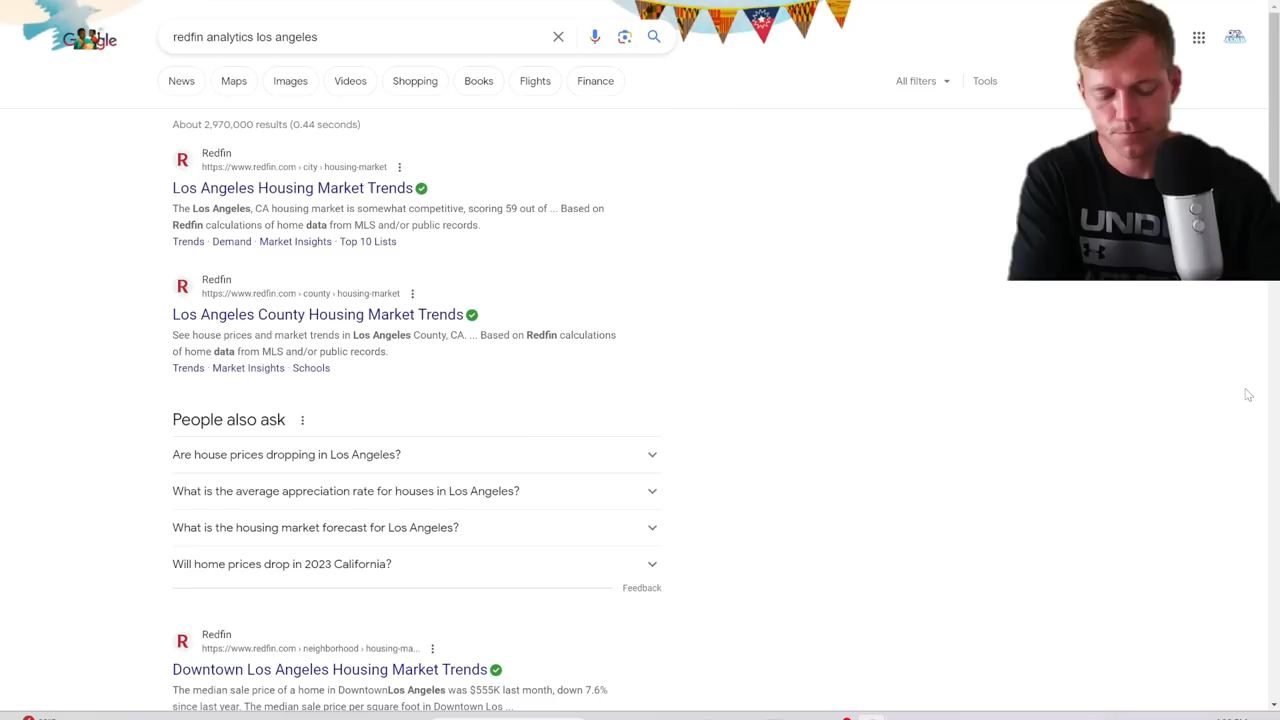 Google
redfin analytics los angeles
News
Maps
Images
Videos
Shopping
Books
Flights
Finance
All filters
Tools
About 2,970,000 results (0.44 seconds)
R
Redfin
https://www.redfin.com › city › housing-market
Los Angeles Housing Market Trends
The Los Angeles, CA housing market is somewhat competitive, scoring 59 out of ... Based on
Redfin calculations of home data from MLS and/or public records.
Trends · Demand · Market Insights · Top 10 Lists
R
Redfin
https://www.redfin.com › county › housing-market
Los Angeles County Housing Market Trends
See house prices and market trends in Los Angeles County, CA. ... Based on Redfin calculations
of home data from MLS and/or public records.
Trends · Market Insights · Schools
People also ask
Are house prices dropping in Los Angeles?
What is the average appreciation rate for houses in Los Angeles?
What is the housing market forecast for Los Angeles?
Will home prices drop in 2023 California?
Feedback
R
Redfin
https://www.redfin.com › neighborhood › housing-ma...
Downtown Los Angeles Housing Market Trends
The median sale price of a home in DowntownLos Angeles was $555K last month, down 7.6%
since last year. The median sale price per square foot in Downtown Los ...